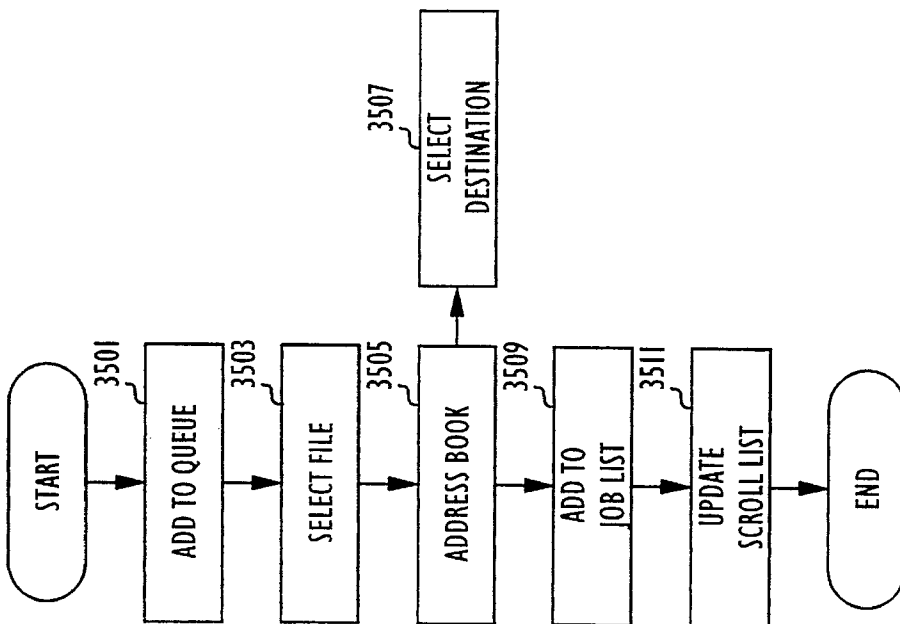 START
3501
ADD TO QUEUE
3503
SELECT FILE
3505
ADDRESS BOOK
3507
SELECT
DESTINATION
3509
ADD TO
JOB LIST
3511
UPDATE
SCROLL LIST
END